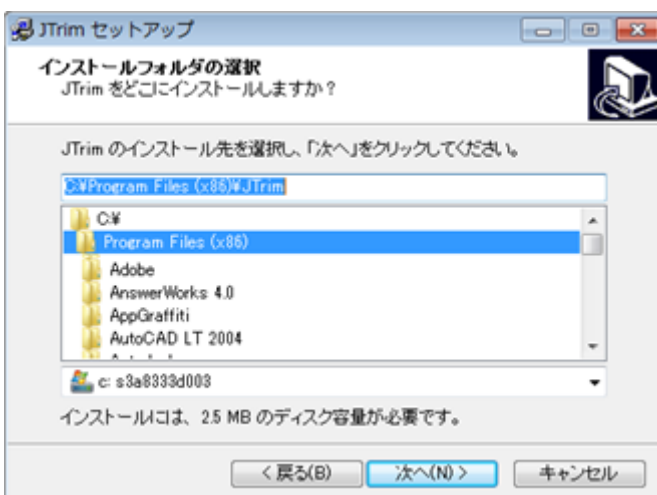 JTrim セットアップ
インストールフォルダの選択
JTrim をどこにインストールしますか？
JTrim のインストール先を選択し、「次へ」をクリックしてください。
C:¥Program Files (x86)¥JTrim
C:¥
Program Files (x86)
Adobe
AnswerWorks 4.0
AppGraffiti
AutoCAD LT 2004
c: s3a8333d003
インストールには、 2.5 MB のディスク容量が必要です。
< 戻る(B)
次へ(N) >
キャンセル